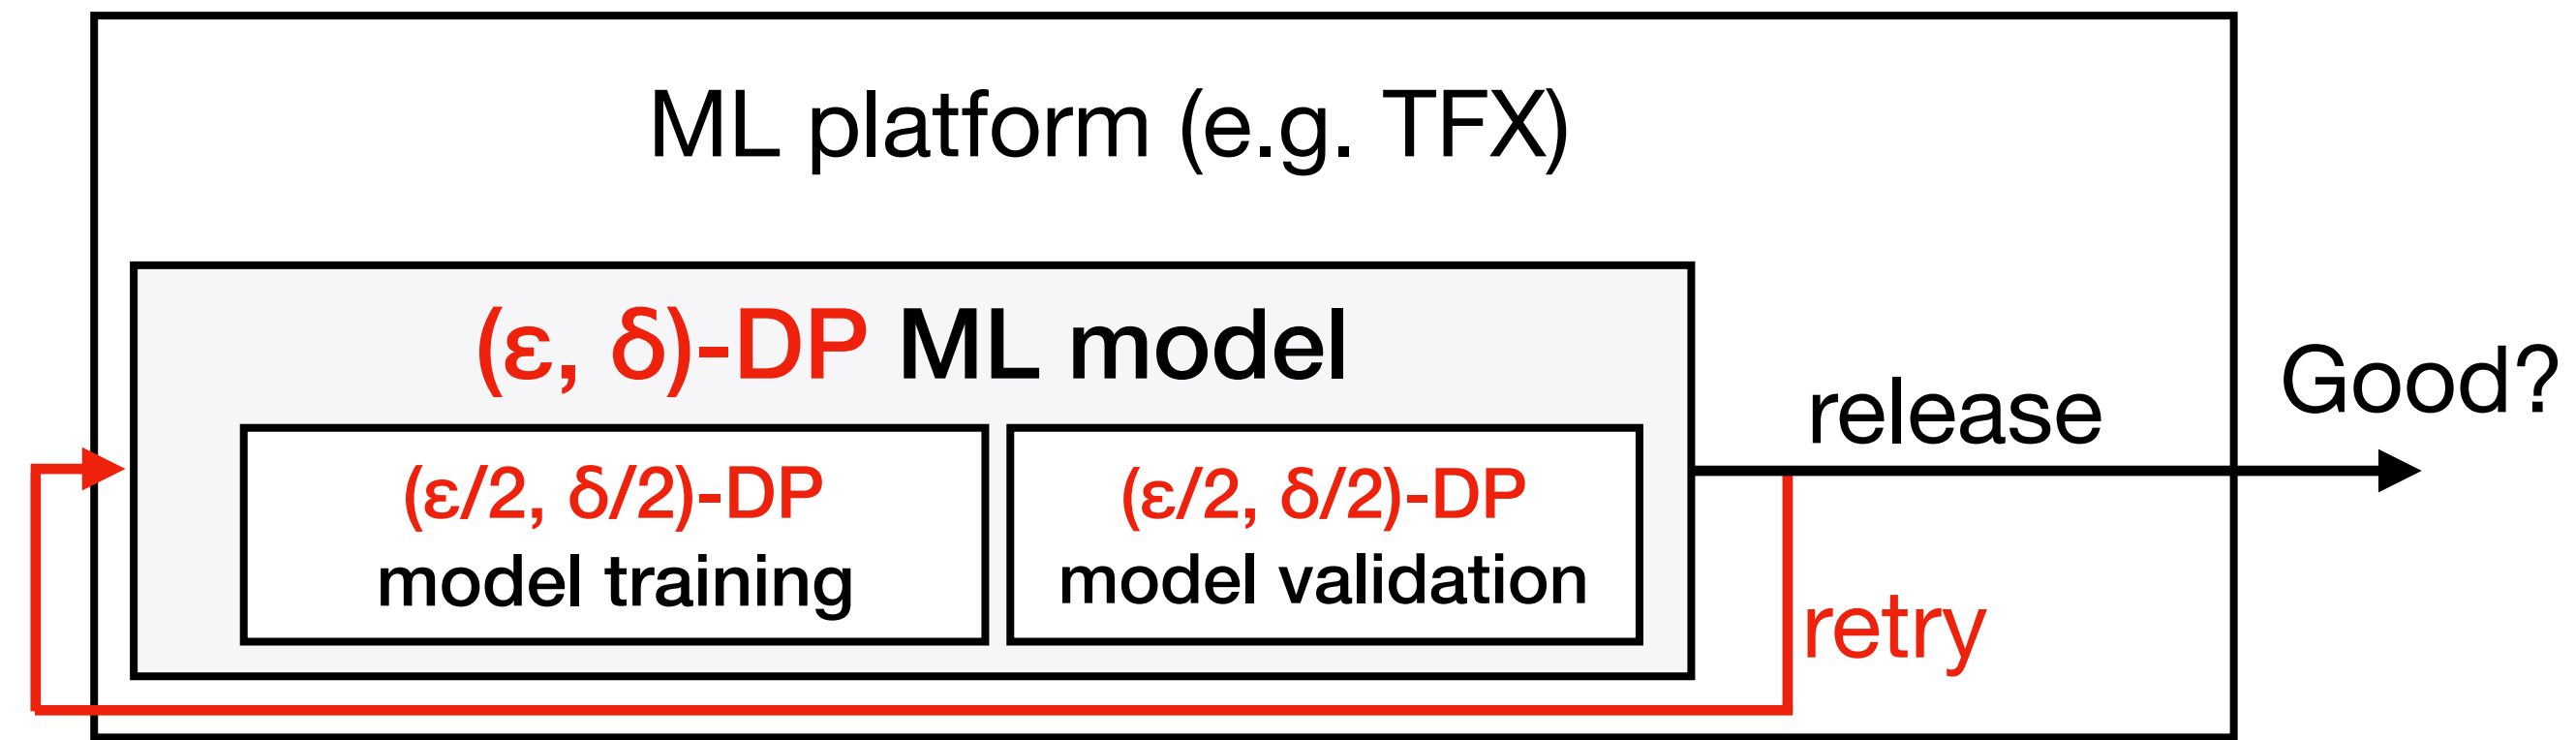 ML platform (e.g. TFX)
(ε, δ)-DP ML model
(ε/2, δ/2)-DP
model training
(ε/2, δ/2)-DP
model validation
release
Good?
retry